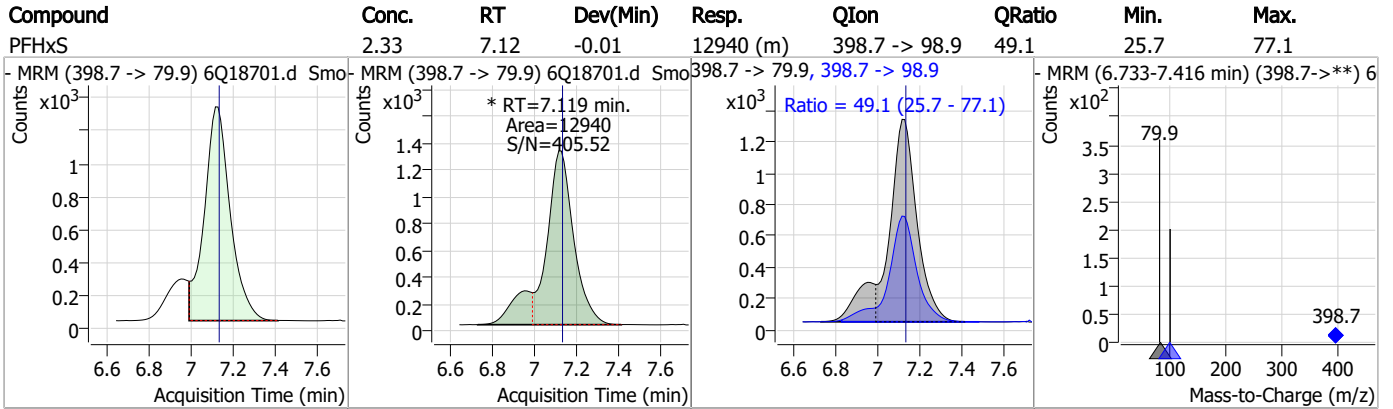 Compound Conc. RT Dev(Min) Resp. QIon QRatio Min. Max.
PFHxS 2.33 7.12 -0.01 12940 (m) 398.7 -> 98.9 49.1 25.7 77.1
- MRM (398.7 -> 79.9) 6Q18701.d Smo
Counts
x10³
1
0.8
0.6
0.4
0.2
0
6.6 6.8 7 7.2 7.4 7.6
Acquisition Time (min)
- MRM (398.7 -> 79.9) 6Q18701.d Smo
Counts
x10³
* RT=7.119 min.
Area=12940
S/N=405.52
1.4
1.2
1
0.8
0.6
0.4
0.2
0
6.6 6.8 7 7.2 7.4 7.6
Acquisition Time (min)
398.7 -> 79.9, 398.7 -> 98.9
Counts
x10³
Ratio = 49.1 (25.7 - 77.1)
1.2
1
0.8
0.6
0.4
0.2
0
6.6 6.8 7 7.2 7.4 7.6
Acquisition Time (min)
- MRM (6.733-7.416 min) (398.7->**) 6
Counts
x10²
79.9
3.5
3
2.5
2
1.5
1
0.5
0
398.7
100 200 300 400
Mass-to-Charge (m/z)